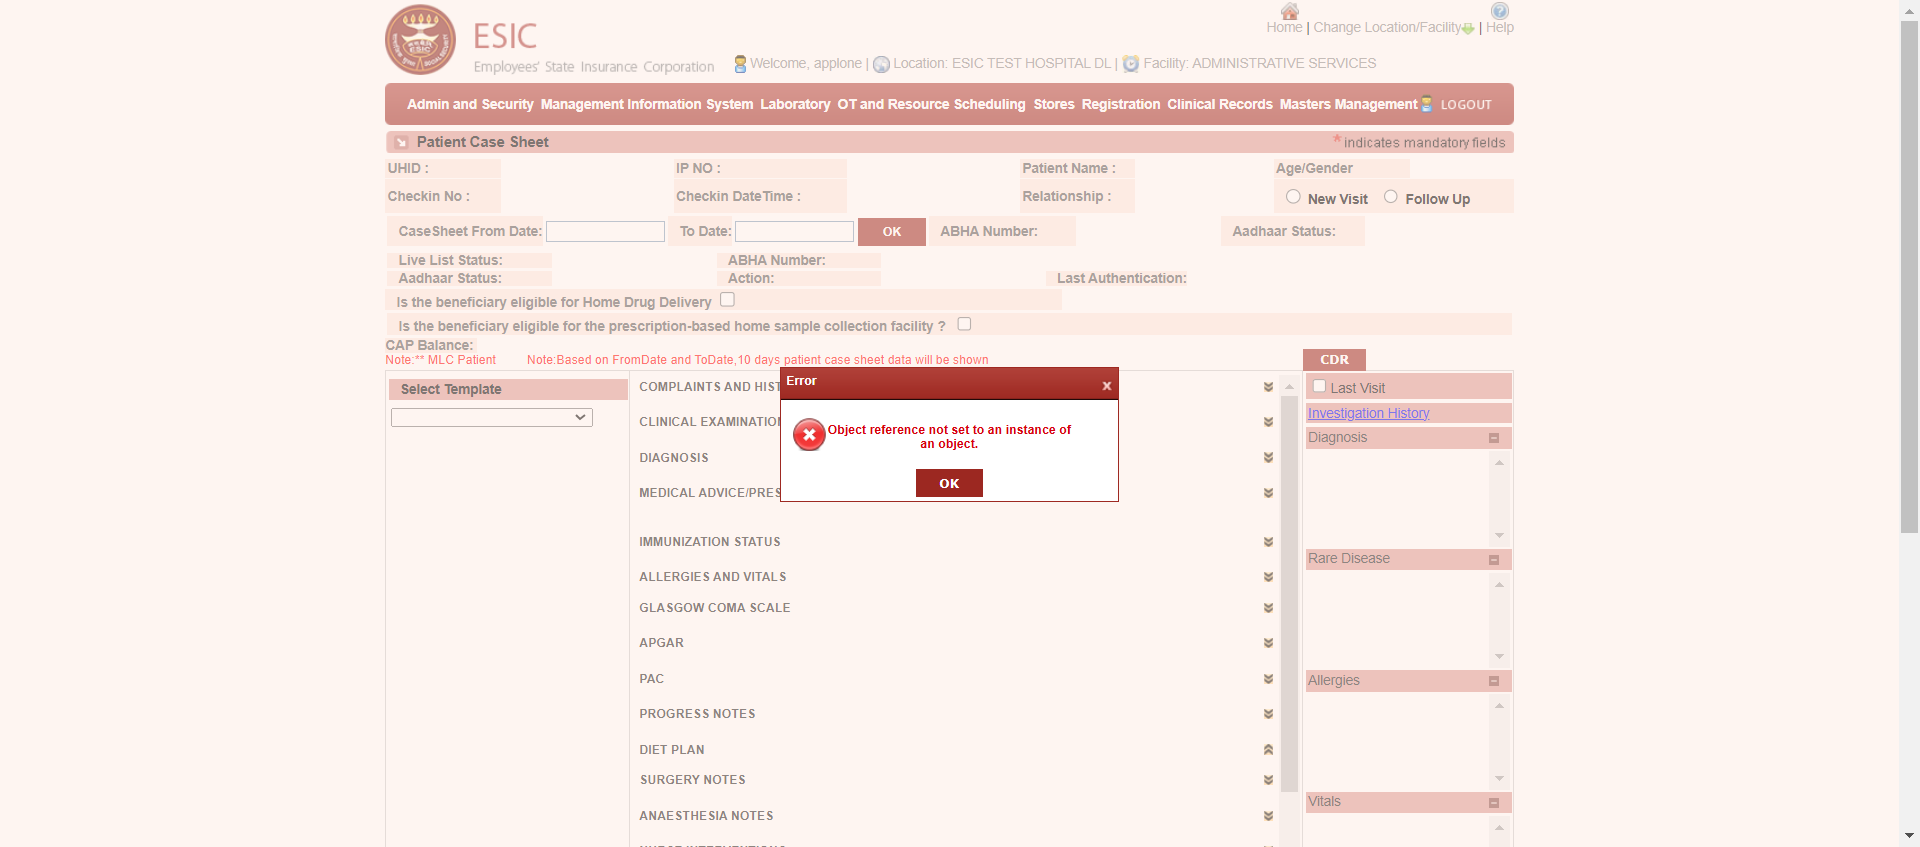 ESIC
Employees' State Insurance Corporation
Home | Change Location/Facility | Help
Welcome, applone | Location: ESIC TEST HOSPITAL DL | Facility: ADMINISTRATIVE SERVICES
Admin and Security Management Information System Laboratory OT and Resource Scheduling Stores Registration Clinical Records Masters Management LOGOUT
Patient Case Sheet
* indicates mandatory fields
UHID : IP NO : Patient Name : Age/Gender
Checkin No : Checkin DateTime : Relationship : New Visit Follow Up
CaseSheet From Date: To Date: OK ABHA Number: Aadhaar Status:
Live List Status: ABHA Number:
Aadhaar Status: Action: Last Authentication:
Is the beneficiary eligible for Home Drug Delivery
Is the beneficiary eligible for the prescription-based home sample collection facility ?
CAP Balance:
Note:** MLC Patient Note:Based on FromDate and ToDate,10 days patient case sheet data will be shown
CDR
Select Template
COMPLAINTS AND HIST
CLINICAL EXAMINATION
DIAGNOSIS
MEDICAL ADVICE/PRES
IMMUNIZATION STATUS
ALLERGIES AND VITALS
GLASGOW COMA SCALE
APGAR
PAC
PROGRESS NOTES
DIET PLAN
SURGERY NOTES
ANAESTHESIA NOTES
Error
x
Object reference not set to an instance of
an object.
OK
Last Visit
Investigation History
Diagnosis
Rare Disease
Allergies
Vitals